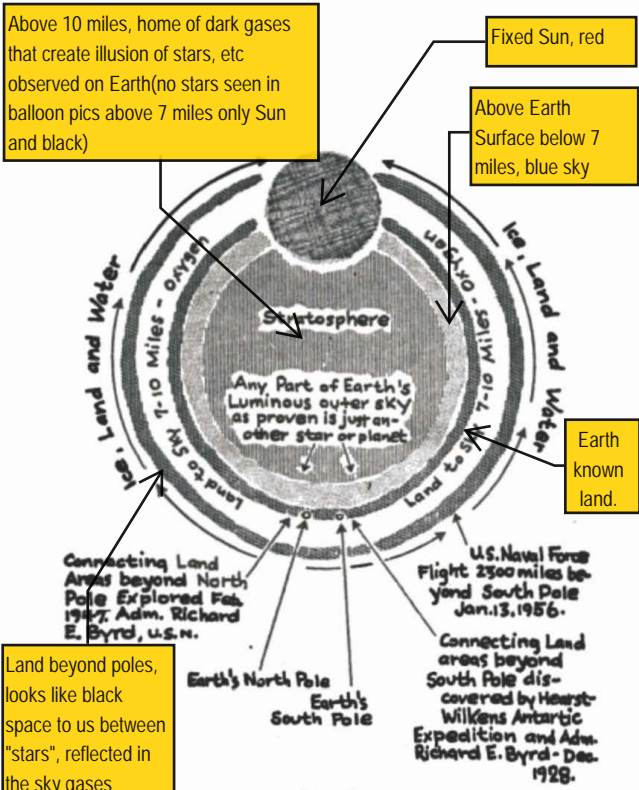 Above 10 miles, home of dark gases
that create illusion of stars, etc
observed on Earth(no stars seen in
balloon pics above 7 miles only Sun
and black)
Fixed Sun, red
Above Earth
Surface below 7
miles, blue sky
Ice, Land and Water
Land to Sky 7-10 Miles - Oxygen
Stratosphere
Any Part of Earth's
Luminous outer sky
as proven is just an-
other star or planet
Land to Sky 7-10 Miles - Oxygen
Ice, Land and Water
Earth
known
land.
Connecting Land
Areas beyond North
Pole Explored Feb.
1947. Adm. Richard
E. Byrd, U.S.N.
U.S. Naval Force
Flight 2300 miles be-
yond South Pole
Jan. 13, 1956.
Earth's North Pole
Earth's
South Pole
Connecting Land
areas beyond
South Pole dis-
covered by Hearst-
Wilkens Antartic
Expedition and Adm.
Richard E. Byrd - Dec.
1928.
Land beyond poles,
looks like black
space to us between
"stars", reflected in
the sky gases